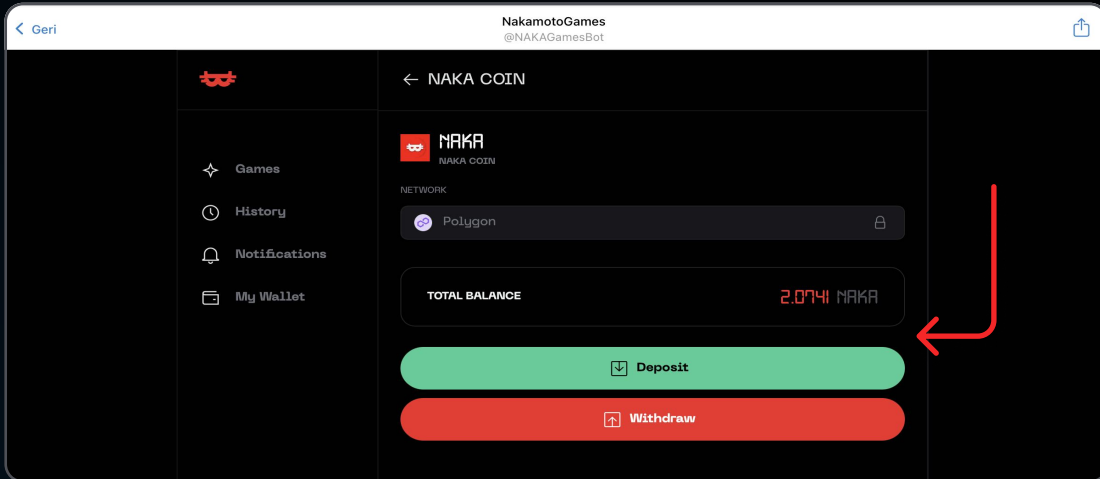 Geri
NakamotoGames
@NAKAGamesBot
NAKA COIN
NAKA
NAKA COIN
NETWORK
Polygon
Games
History
Notifications
My Wallet
TOTAL BALANCE
2.0741 NAKA
Deposit
Withdraw